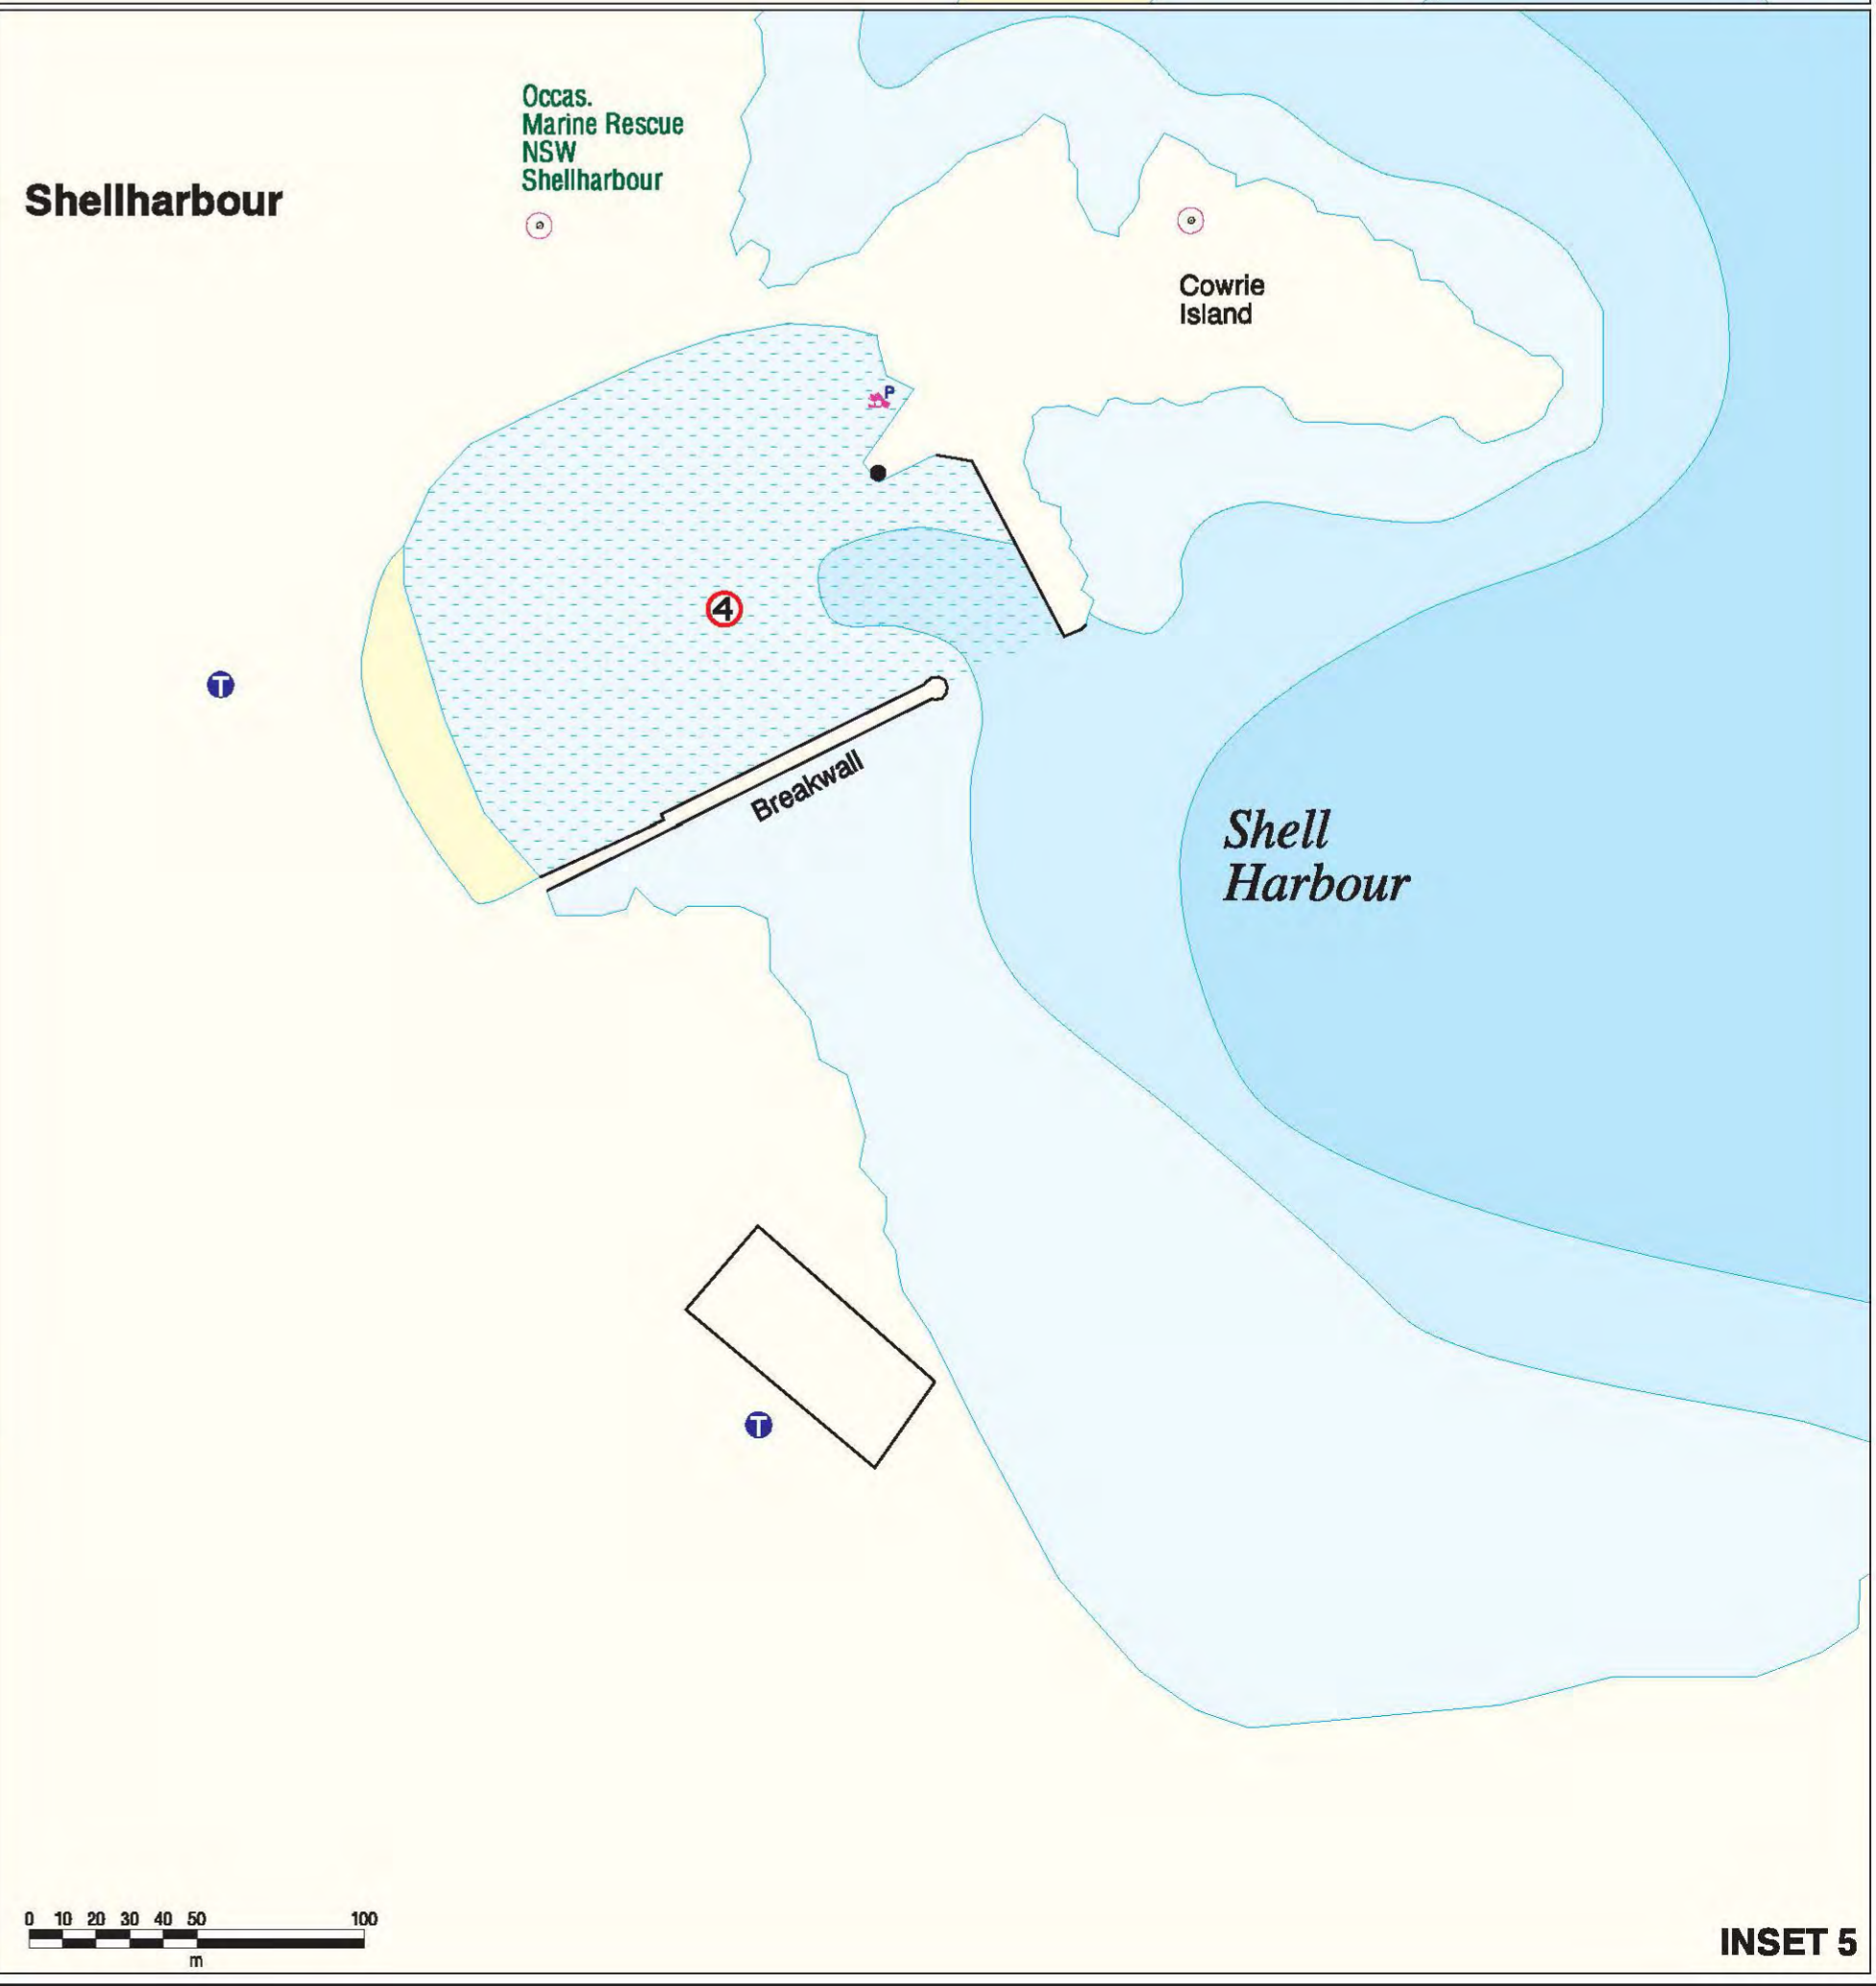 Occas.
Marine Rescue
NSW
Shellharbour
Shellharbour
Cowrie
Island
P
4
T
Breakwall
Shell
Harbour
T
0 10 20 30 40 50 100
m
INSET 5